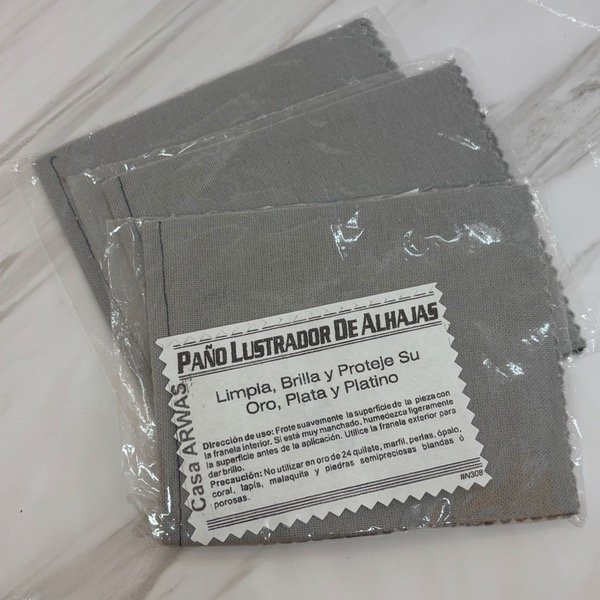 PAÑO LUSTRADOR DE ALHAJAS
Limpla, Brilla y Proteje Su
Oro, Plata y Platino
Dirección de uso: Frote suavemente la superficie de la pieza con
la franela interior. Si está muy manchado, humedezca ligeramente
la superficie antes de la aplicación. Utilice la franela exterior para
dar brillo.
Precaución: No utilizar en oro de 24 quilate, marfil, perlas, ópalo,
coral, lapis, malaquita y piedras semipreciosas blandas ó
porosas.
#N308
Casa ARWAS